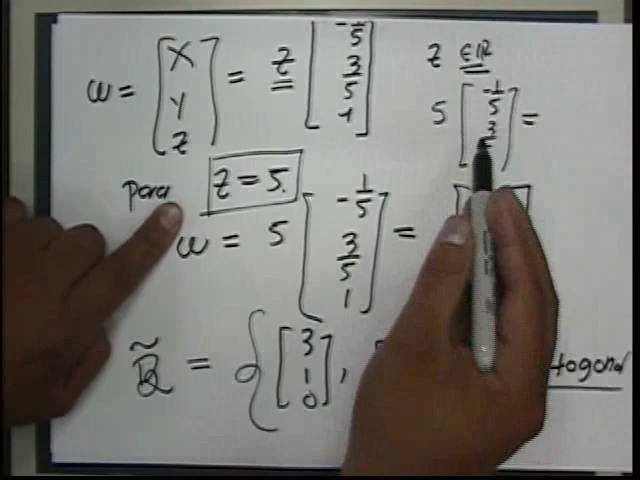 ω = [X Y Z] = z [-1/5 3/5 1] z ∈ ℝ
5 [-1/5 3/5
para z = 5.
ω = 5 [-1/5 3/5 1] =
B̃ = { [3 1 0],
togonal